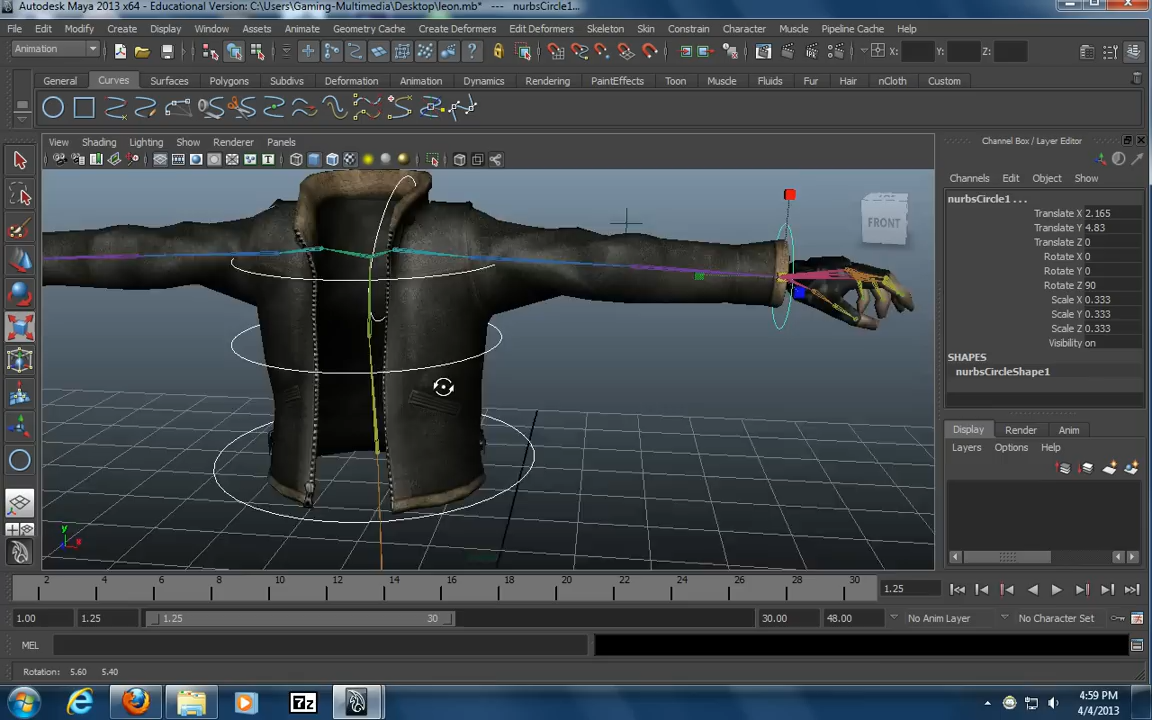 Autodesk Maya 2013 x64 - Educational Version: C:\Users\Gaming-Multimedia\Desktop\leon.mb* --- nurbsCircle1...
File Edit Modify Create Display Window Assets Animate Geometry Cache Create Deformers Edit Deformers Skeleton Skin Constrain Character Muscle Pipeline Cache Help
Animation X: Y: Z:
General Curves Surfaces Polygons Subdivs Deformation Animation Dynamics Rendering PaintEffects Toon Muscle Fluids Fur Hair nCloth Custom
View Shading Lighting Show Renderer Panels
Channel Box / Layer Editor
Channels Edit Object Show
nurbsCircle1 . . .
Translate X 2.165
Translate Y 4.83
Translate Z 0
Rotate X 0
Rotate Y 0
Rotate Z 90
Scale X 0.333
Scale Y 0.333
Scale Z 0.333
Visibility on
SHAPES
nurbsCircleShape1
FRONT
Display Render Anim
Layers Options Help
y
x
2 4 6 8 10 12 14 16 18 20 22 24 26 28 30 1.25
1.00 1.25 1.25 30 30.00 48.00 No Anim Layer No Character Set
MEL
Rotation: 5.60 5.40
7z
4:59 PM
4/4/2013